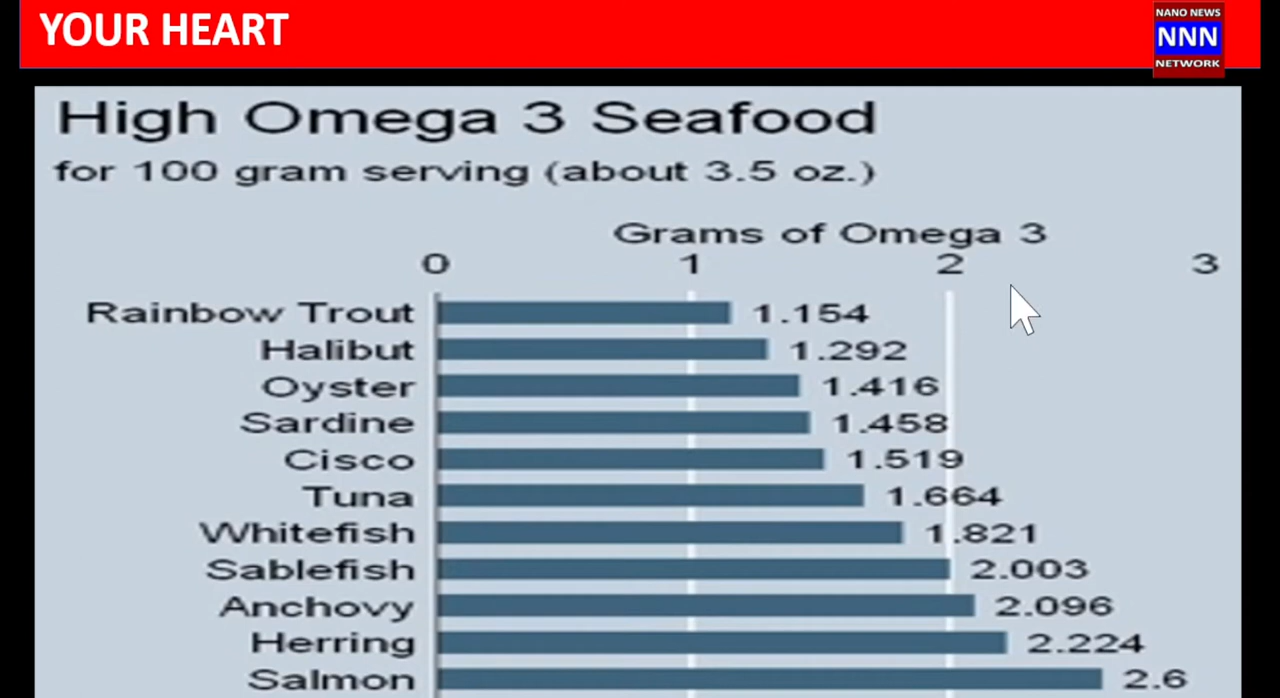 YOUR HEART
NANO NEWS
NNN
NETWORK
High Omega 3 Seafood
for 100 gram serving (about 3.5 oz.)
Grams of Omega 3
0 1 2 3
Rainbow Trout 1.154
Halibut 1.292
Oyster 1.416
Sardine 1.458
Cisco 1.519
Tuna 1.664
Whitefish 1.821
Sablefish 2.003
Anchovy 2.096
Herring 2.224
Salmon 2.6